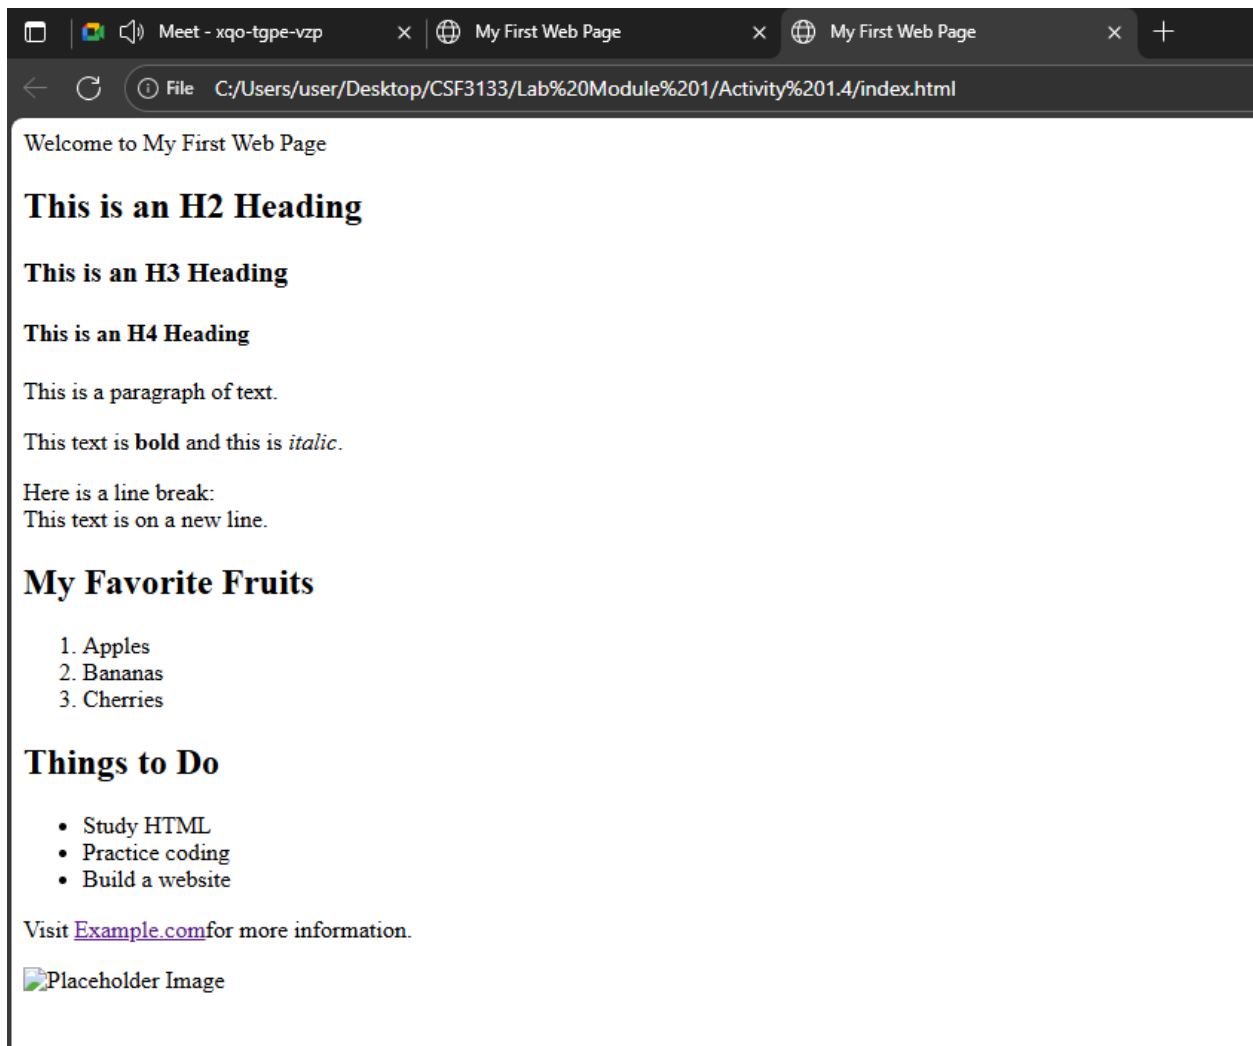 Meet - xqo-tgpe-vzp
My First Web Page
My First Web Page
File C:/Users/user/Desktop/CSF3133/Lab%20Module%201/Activity%201.4/index.html
Welcome to My First Web Page
This is an H2 Heading
This is an H3 Heading
This is an H4 Heading
This is a paragraph of text.
This text is bold and this is italic.
Here is a line break:
This text is on a new line.
My Favorite Fruits
1. Apples
2. Bananas
3. Cherries
Things to Do
• Study HTML
• Practice coding
• Build a website
Visit Example.comfor more information.
Placeholder Image